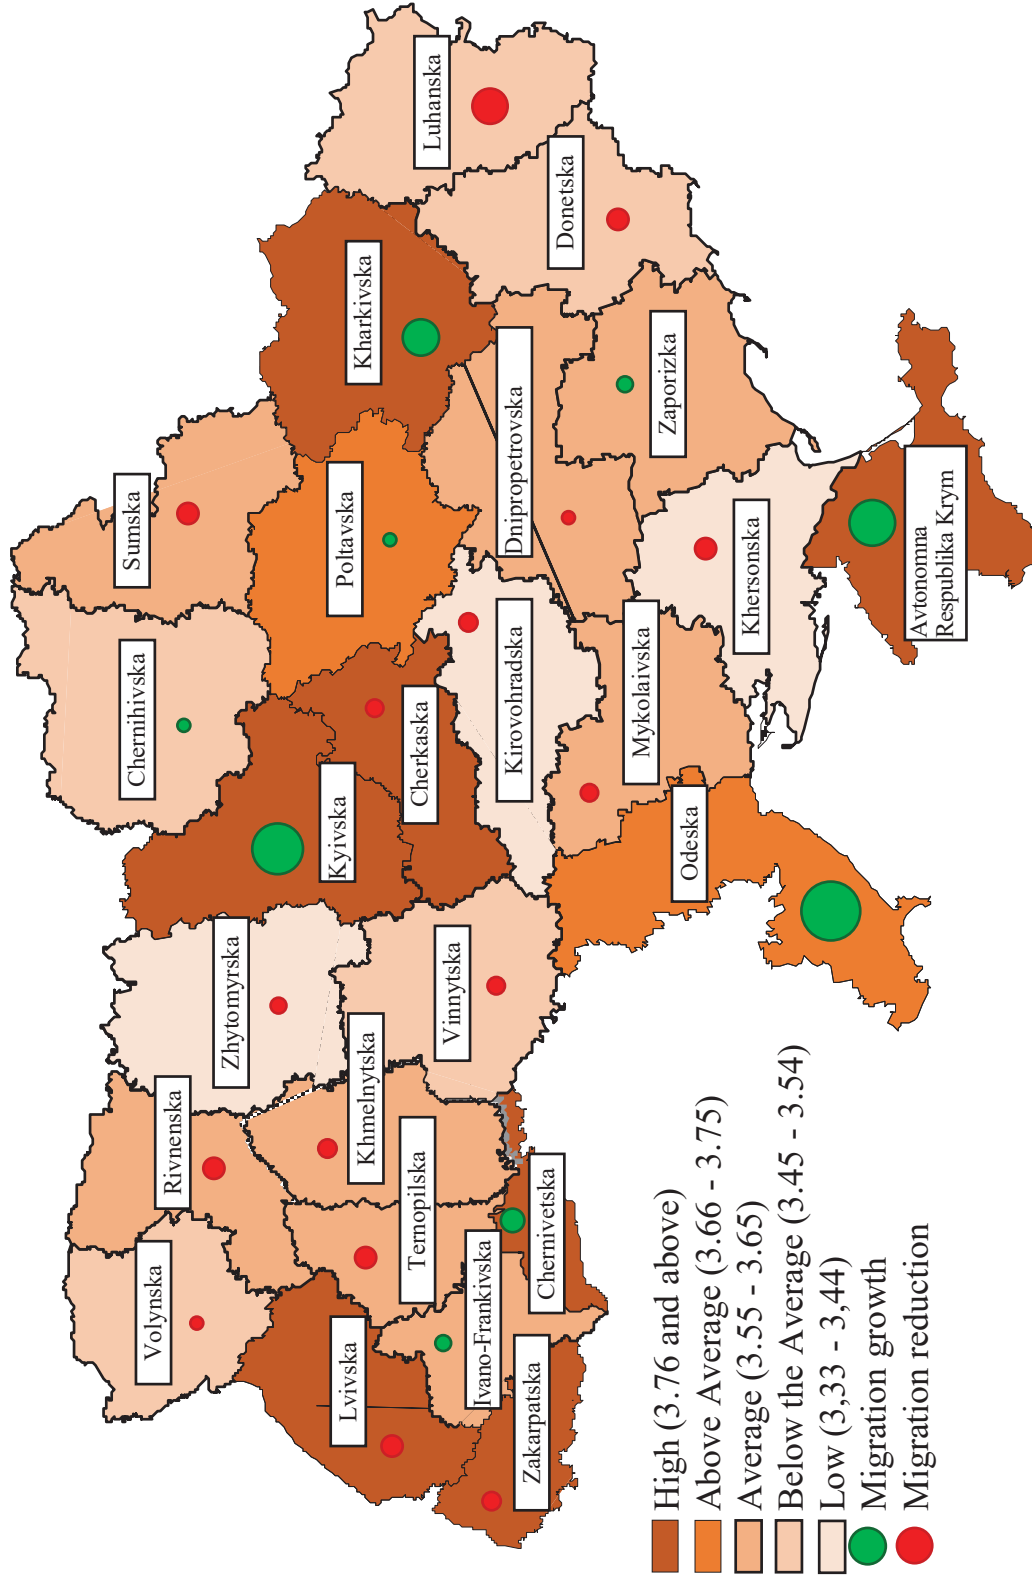 Luhanska
Donetska
Kharkivska
Zaporizka
Dnipropetrovska
Sumska
Poltavska
Khersonska
Avtonomna
Respublika Krym
Chernihivska
Cherkaska
Kirovohradska
Mykolaivska
Kyivska
Odeska
Zhytomyrska
Vinnytska
Khmelnytska
Rivnenska
Ternopilska
Chernivetska
Volynska
Ivano-Frankivska
Lvivska
Zakarpatska
High (3.76 and above)
Above Average (3.66 - 3.75)
Average (3.55 - 3.65)
Below the Average (3.45 - 3.54)
Low (3,33 - 3,44)
Migration growth
Migration reduction